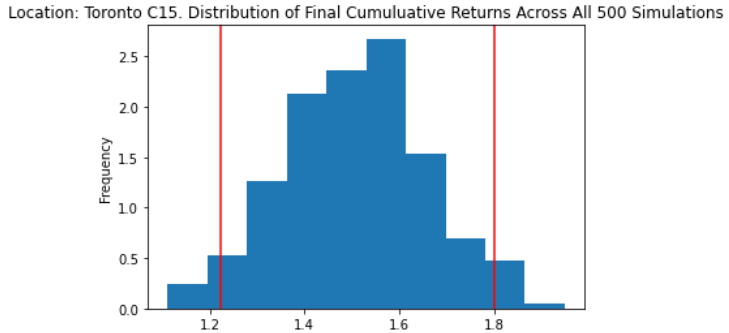 Location: Toronto C15. Distribution of Final Cumuluative Returns Across All 500 Simulations
2.5
2.0
1.5
1.0
0.5
0.0
Frequency
1.2 1.4 1.6 1.8